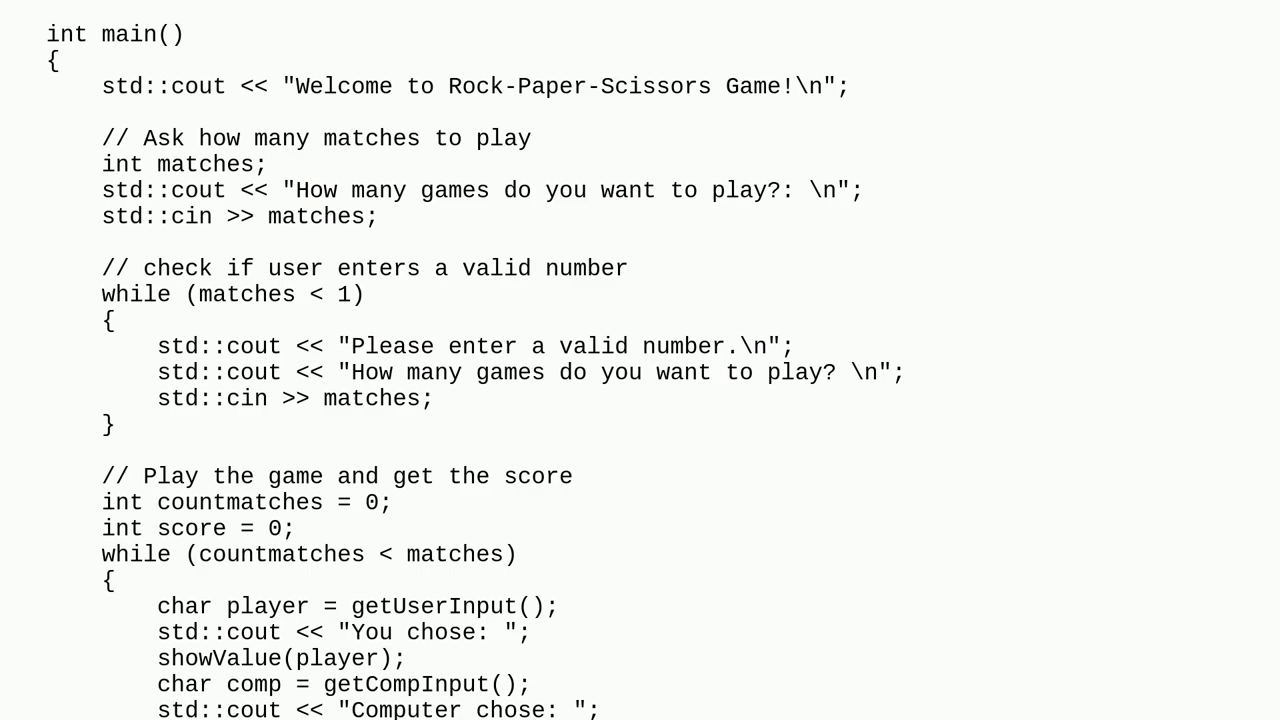 int main()
{
    std::cout << "Welcome to Rock-Paper-Scissors Game!\n";

    // Ask how many matches to play
    int matches;
    std::cout << "How many games do you want to play?: \n";
    std::cin >> matches;

    // check if user enters a valid number
    while (matches < 1)
    {
        std::cout << "Please enter a valid number.\n";
        std::cout << "How many games do you want to play? \n";
        std::cin >> matches;
    }

    // Play the game and get the score
    int countmatches = 0;
    int score = 0;
    while (countmatches < matches)
    {
        char player = getUserInput();
        std::cout << "You chose: ";
        showValue(player);
        char comp = getCompInput();
        std::cout << "Computer chose: ";